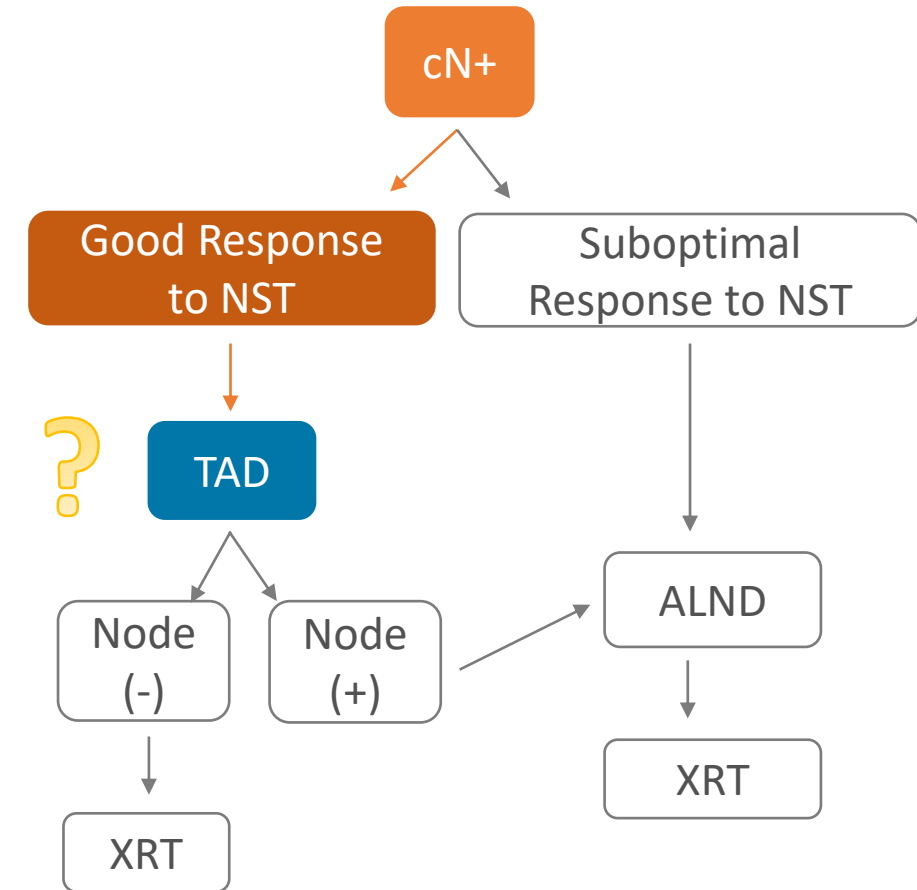 cN+
Good Response
to NST
Suboptimal
Response to NST
?
TAD
ALND
Node
(-)
Node
(+)
XRT
XRT